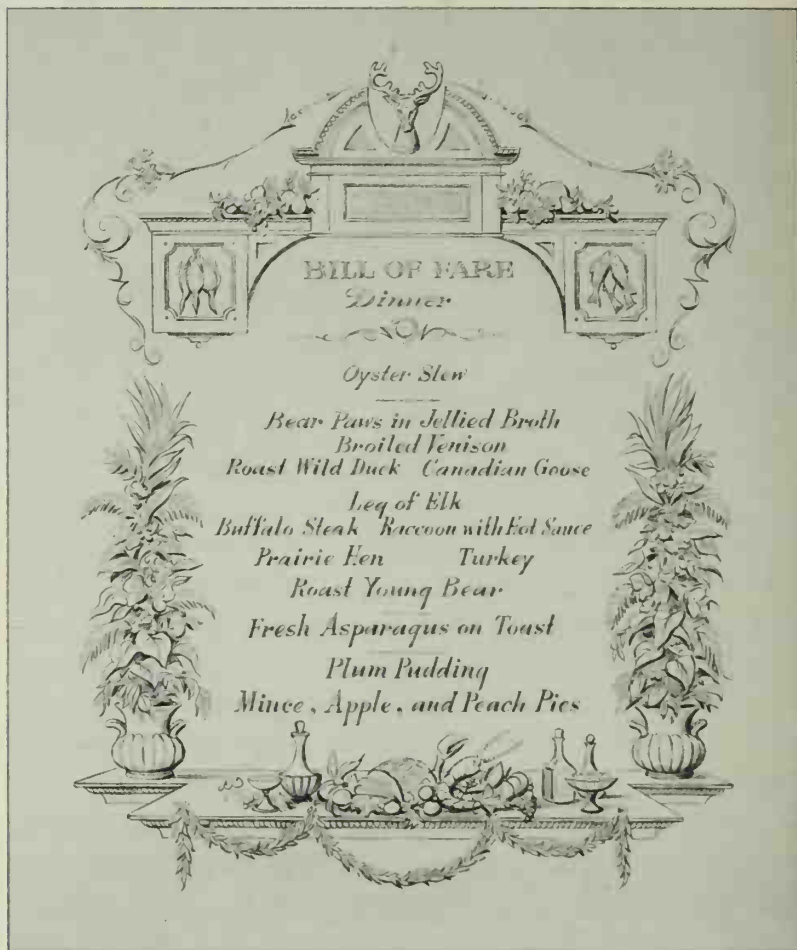 BILL OF FARE
Dinner
Oyster Stew
Bear Paws in Jellied Broth
Broiled Venison
Roast Wild Duck Canadian Goose
Leg of Elk
Buffalo Steak Raccoon with Hot Sauce
Prairie Hen Turkey
Roast Young Bear
Fresh Asparagus on Toast
Plum Pudding
Mince, Apple, and Peach Pies